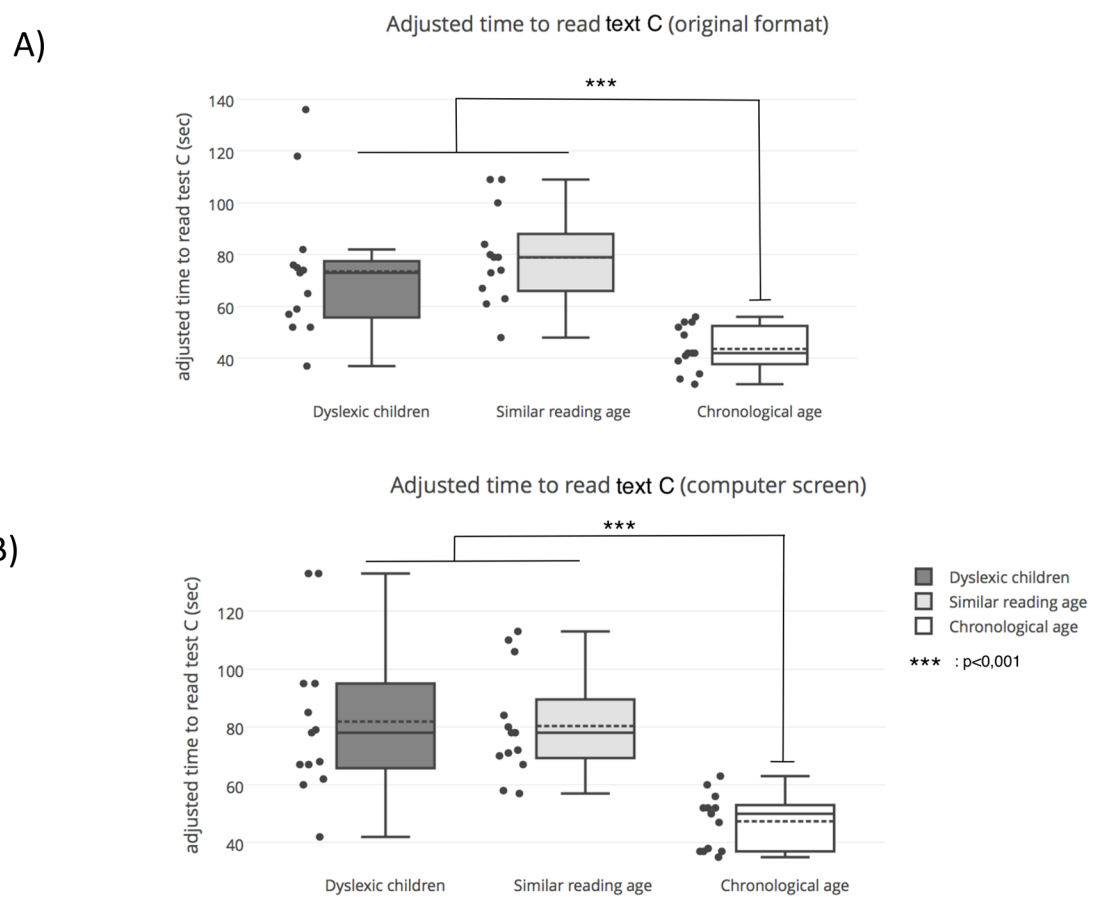 A)
Adjusted time to read text C (original format)
adjusted time to read test C (sec)
***
140
120
100
80
60
40
Dyslexic children
Similar reading age
Chronological age
B)
Adjusted time to read text C (computer screen)
adjusted time to read test C (sec)
***
120
100
80
60
40
Dyslexic children
Similar reading age
Chronological age
Dyslexic children
Similar reading age
Chronological age
*** : p<0,001